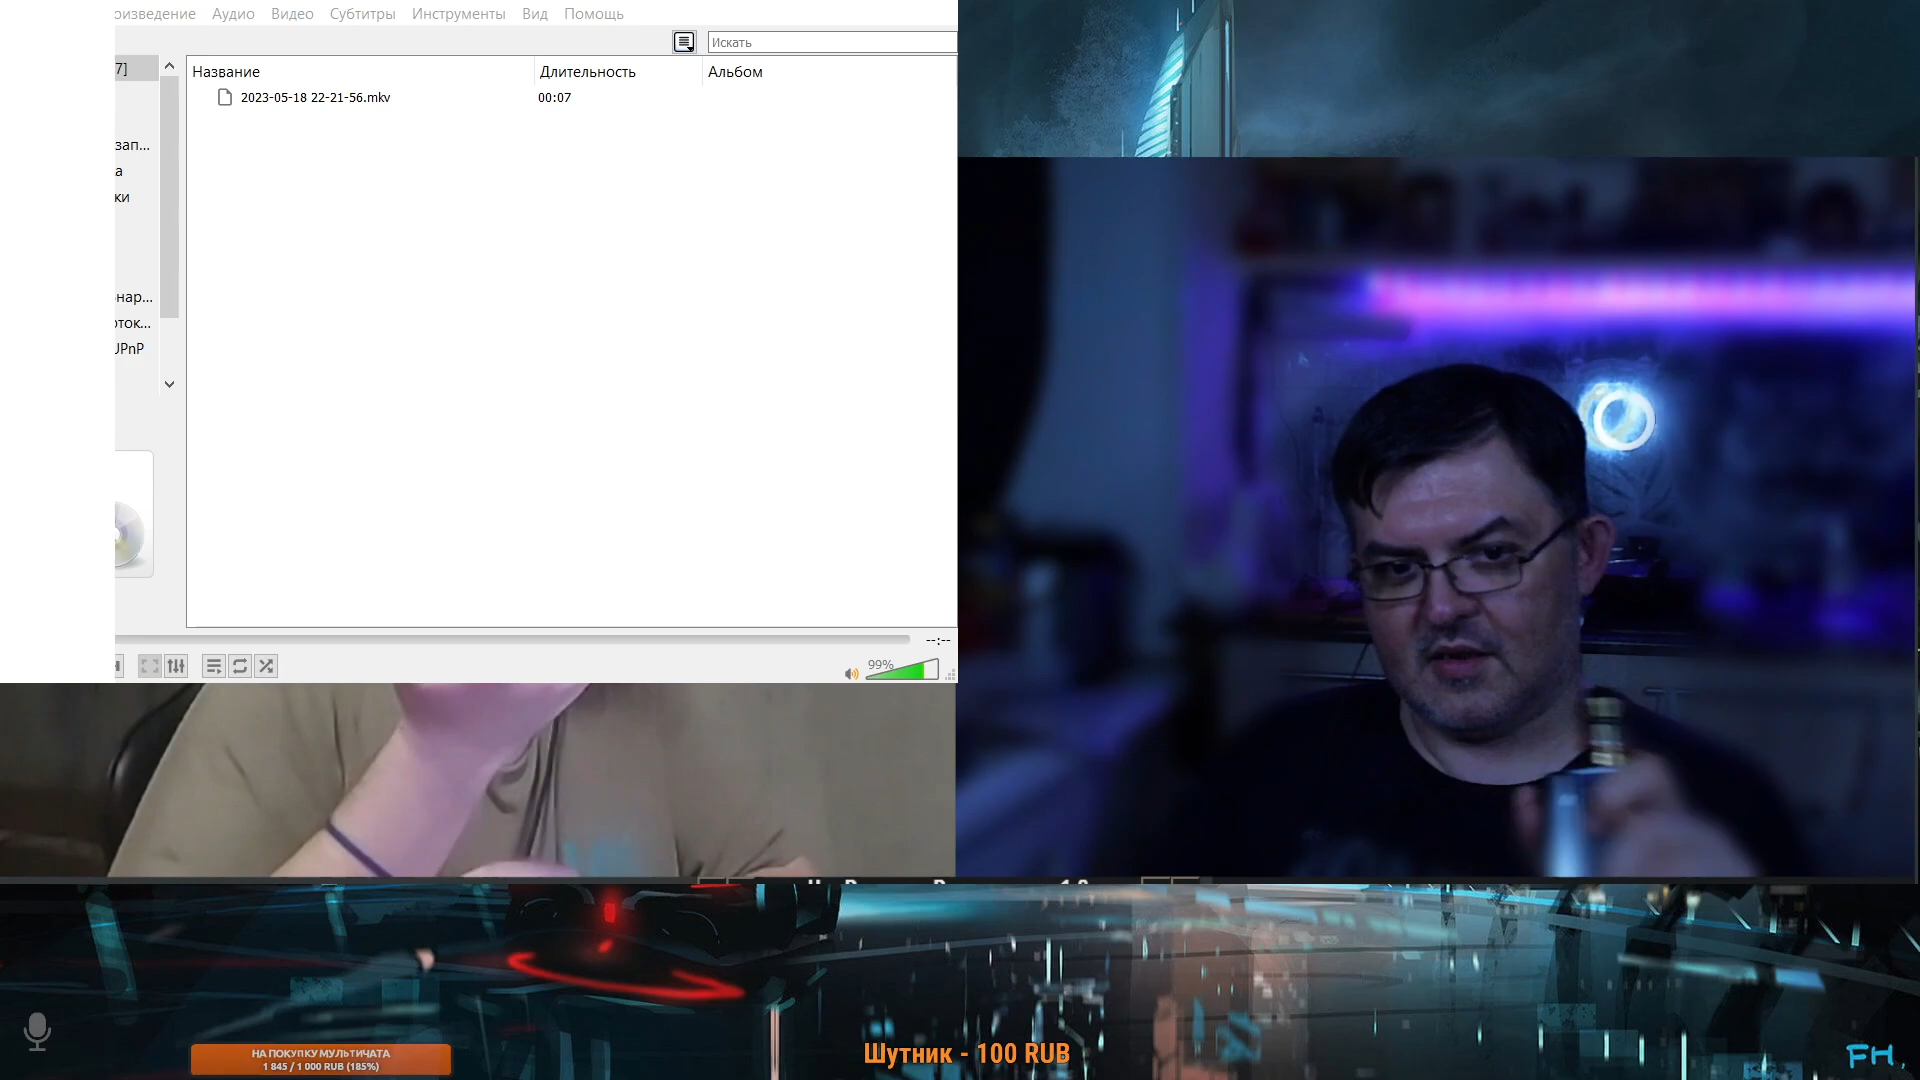 оизведение Аудио Видео Субтитры Инструменты Вид Помощь
Искать
7]
Название Длительность Альбом
2023-05-18 22-21-56.mkv 00:07
зап...
а
ки
нар...
оток...
UPnP
--:--
99%
НА ПОКУПКУ МУЛЬТИЧАТА
1 845 / 1 000 RUB (185%)
Шутник - 100 RUB
FH,